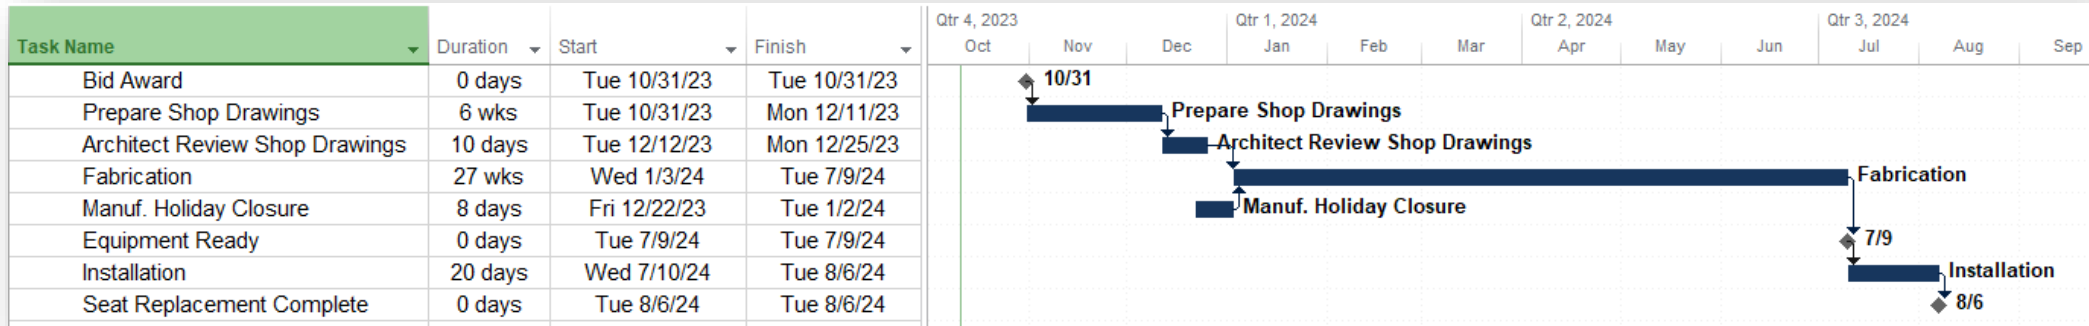 Qtr 4, 2023 Qtr 1, 2024 Qtr 2, 2024 Qtr 3, 2024
Task Name Duration Start Finish Oct Nov Dec Jan Feb Mar Apr May Jun Jul Aug Sep
Bid Award 0 days Tue 10/31/23 Tue 10/31/23 10/31
Prepare Shop Drawings 6 wks Tue 10/31/23 Mon 12/11/23 Prepare Shop Drawings
Architect Review Shop Drawings 10 days Tue 12/12/23 Mon 12/25/23 Architect Review Shop Drawings
Fabrication 27 wks Wed 1/3/24 Tue 7/9/24 Fabrication
Manuf. Holiday Closure 8 days Fri 12/22/23 Tue 1/2/24 Manuf. Holiday Closure
Equipment Ready 0 days Tue 7/9/24 Tue 7/9/24 7/9
Installation 20 days Wed 7/10/24 Tue 8/6/24 Installation
Seat Replacement Complete 0 days Tue 8/6/24 Tue 8/6/24 8/6